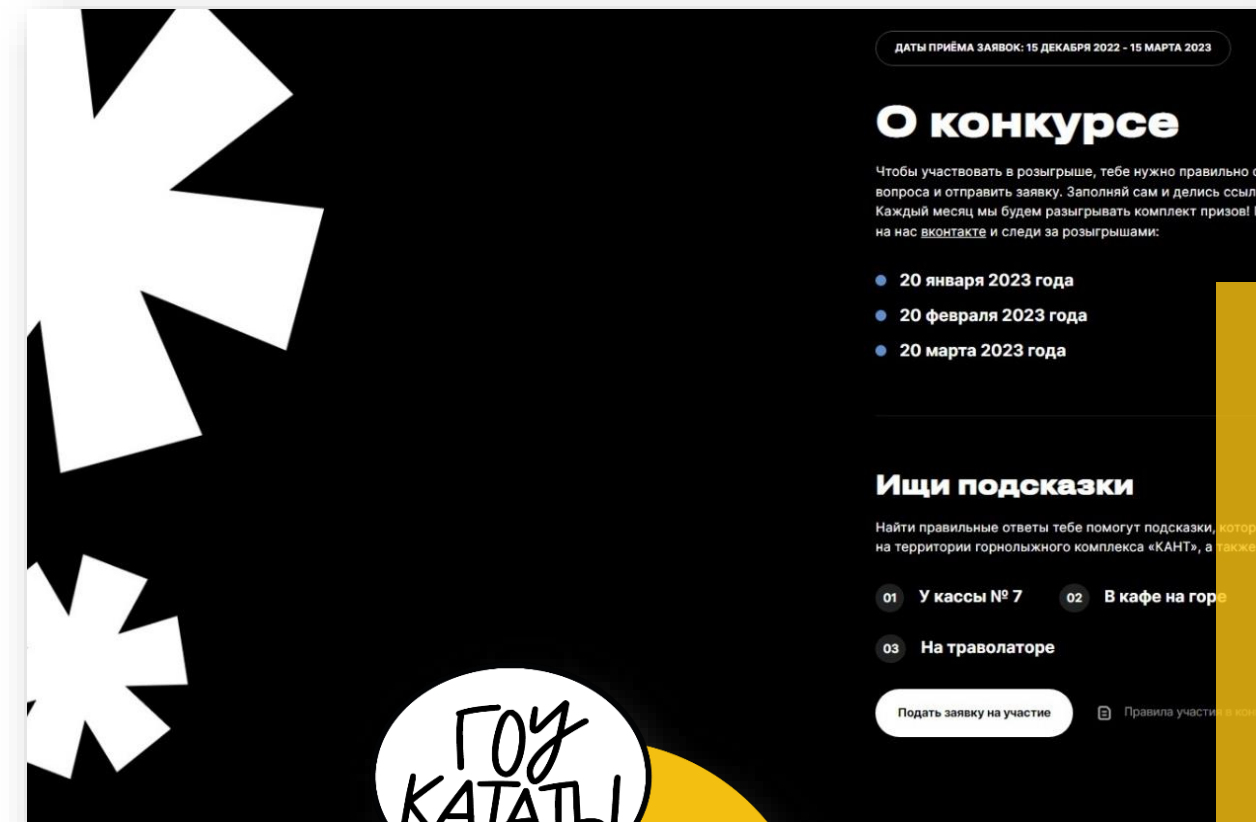 ДАТЫ ПРИЁМА ЗАЯВОК: 15 ДЕКАБРЯ 2022 - 15 МАРТА 2023
О конкурсе
Чтобы участвовать в розыгрыше, тебе нужно правильно
вопроса и отправить заявку. Заполняй сам и делись
Каждый месяц мы будем разыгрывать комплект призов!
на нас вконтакте и следи за розыгрышами:
20 января 2023 года
20 февраля 2023 года
20 марта 2023 года
Ищи подсказки
Найти правильные ответы тебе помогут подсказки,
на территории горнолыжного комплекса «КАНТ», а также
01 У кассы № 7 02 В кафе на горе
03 На траволаторе
Подать заявку на участие Правила участия в
ГОУ
КАТАТЬ!